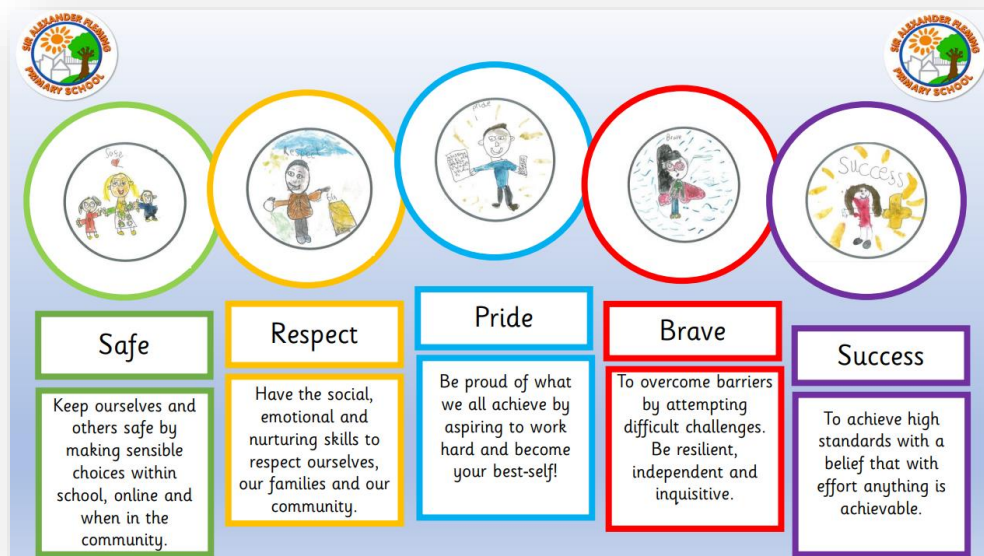 SIR ALEXANDER FLEMING
PRIMARY SCHOOL
SIR ALEXANDER FLEMING
PRIMARY SCHOOL
Safe
Respect
Pride
Brave
Success
Safe
Keep ourselves and
others safe by
making sensible
choices within
school, online and
when in the
community.
Respect
Have the social,
emotional and
nurturing skills to
respect ourselves,
our families and our
community.
Pride
Be proud of what
we all achieve by
aspiring to work
hard and become
your best-self!
Brave
To overcome barriers
by attempting
difficult challenges.
Be resilient,
independent and
inquisitive.
Success
To achieve high
standards with a
belief that with
effort anything is
achievable.